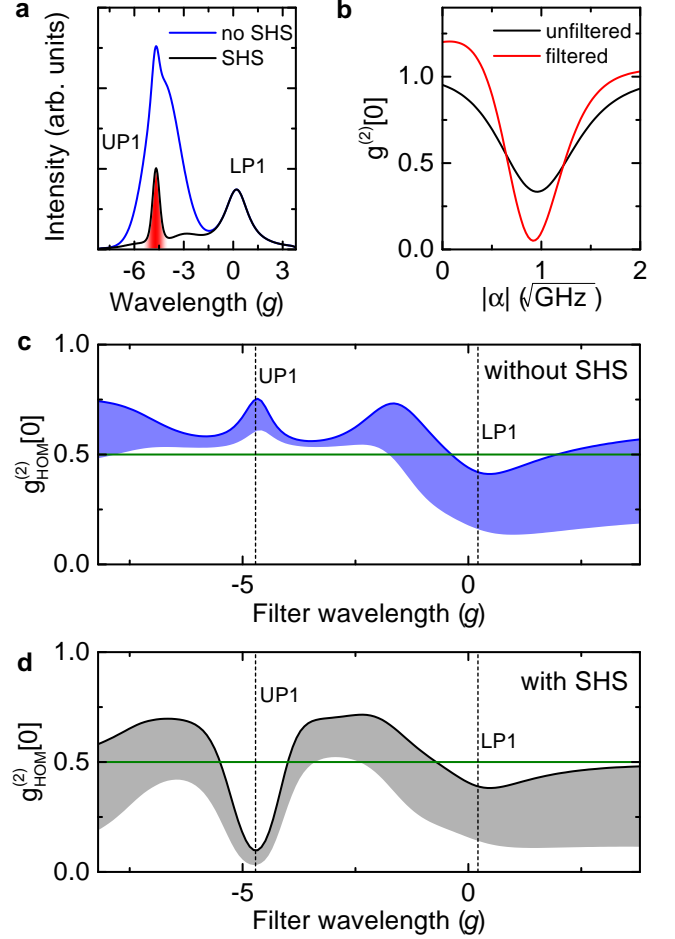 a
Intensity (arb. units)
no SHS
SHS
UP1
LP1
-6 -3 0 3
Wavelength (g)
b
g(2)[0]
1.0
0.5
0.0
unfiltered
filtered
0 1 2
|α| (√GHz)
c
g(2)HOM[0]
1.0
0.5
0.0
UP1
without SHS
LP1
-5 0
Filter wavelength (g)
d
g(2)HOM[0]
1.0
0.5
0.0
UP1
with SHS
LP1
-5 0
Filter wavelength (g)